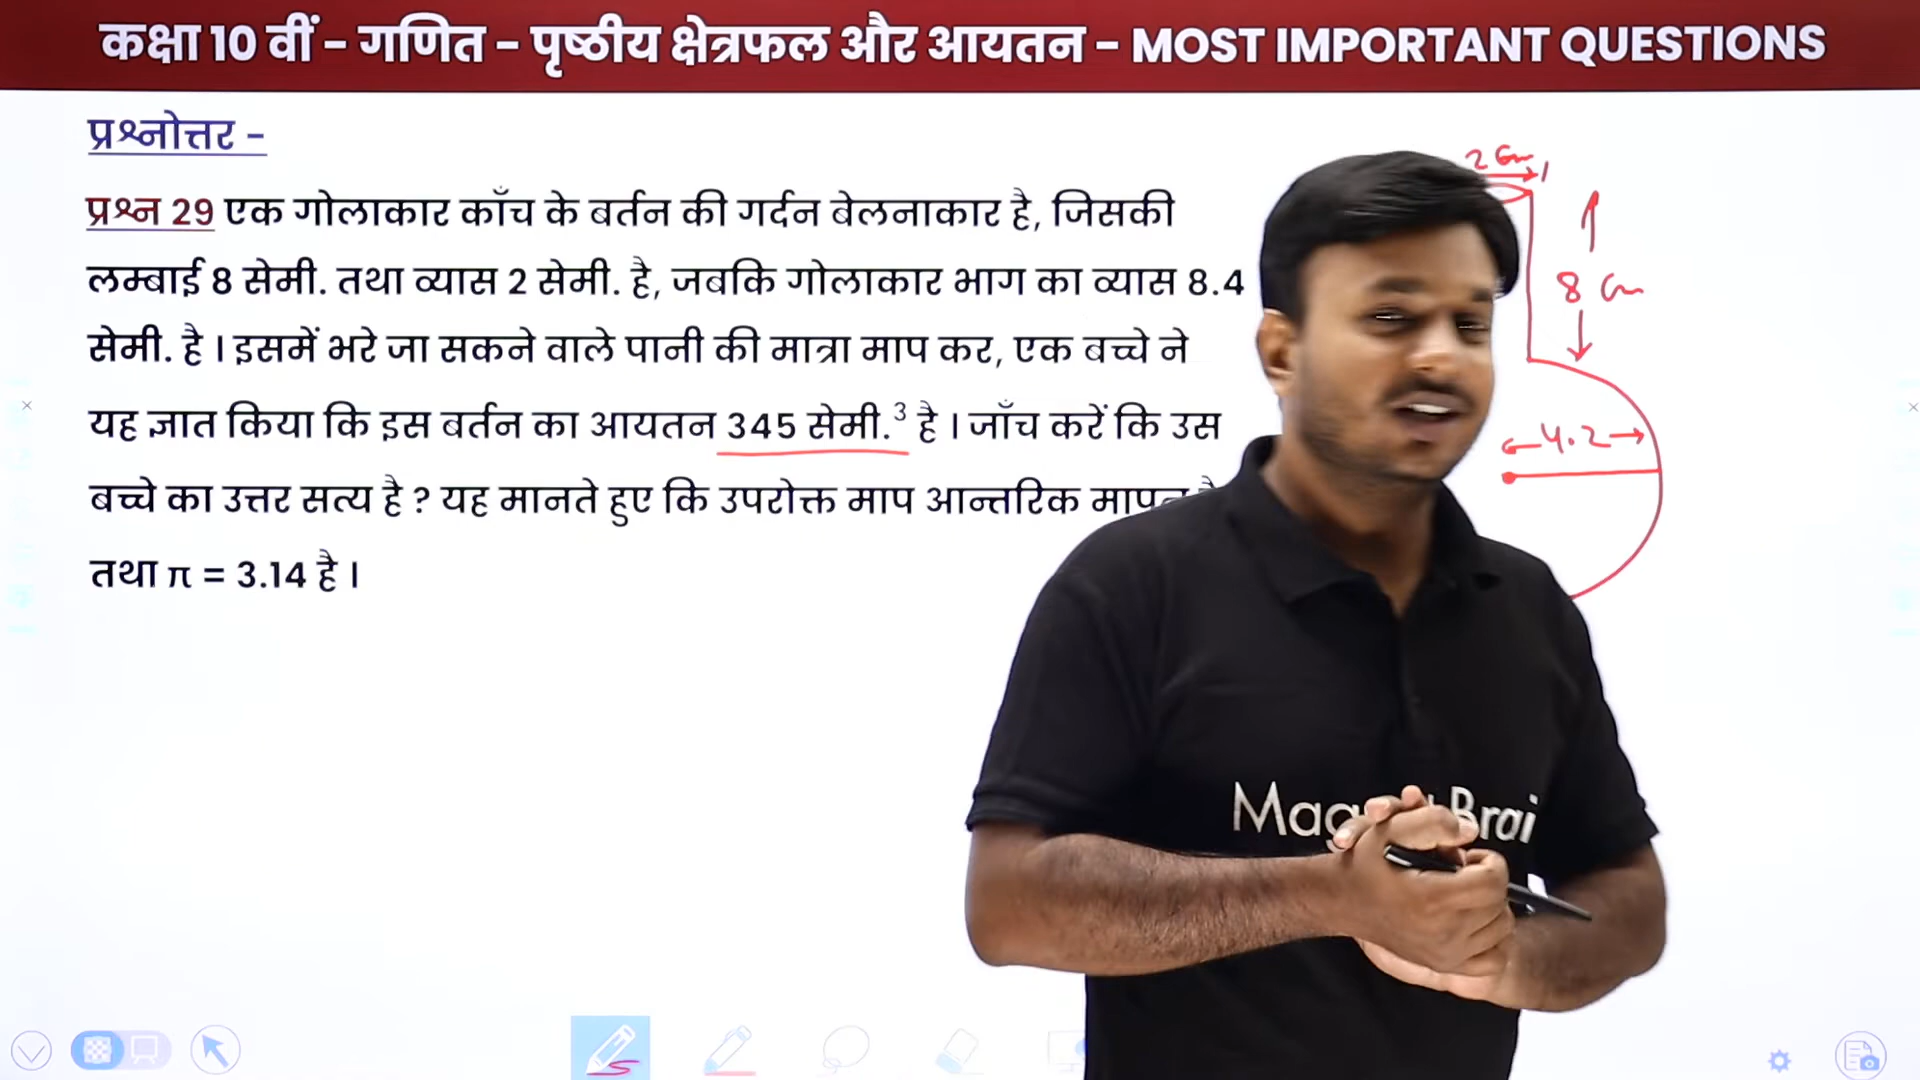 कक्षा 10 वीं – गणित – पृष्ठीय क्षेत्रफल और आयतन – MOST IMPORTANT QUESTIONS
प्रश्नोत्तर –
प्रश्न 29 एक गोलाकार काँच के बर्तन की गर्दन बेलनाकार है, जिसकी
लम्बाई 8 सेमी. तथा व्यास 2 सेमी. है, जबकि गोलाकार भाग का व्यास 8.4
सेमी. है । इसमें भरे जा सकने वाले पानी की मात्रा माप कर, एक बच्चे ने
यह ज्ञात किया कि इस बर्तन का आयतन 345 सेमी.³ है । जाँच करें कि उस
बच्चे का उत्तर सत्य है ? यह मानते हुए कि उपरोक्त माप आन्तरिक मापन
तथा π = 3.14 है ।
2 cm
8 cm
4.2